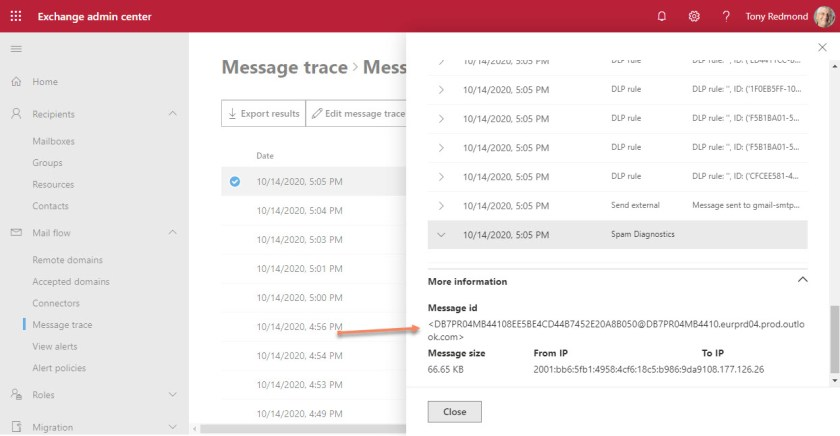 Exchange admin center
?
Tony Redmond
Home
Recipients
Mailboxes
Groups
Resources
Contacts
Mail flow
Remote domains
Accepted domains
Connectors
Message trace
View alerts
Alert policies
Roles
Migration
Message trace > Mess
Export results
Edit message trace
Date
10/14/2020, 5:05 PM
10/14/2020, 5:04 PM
10/14/2020, 5:03 PM
10/14/2020, 5:01 PM
10/14/2020, 5:00 PM
10/14/2020, 4:56 PM
10/14/2020, 4:54 PM
10/14/2020, 4:53 PM
10/14/2020, 4:49 PM
10/14/2020, 5:05 PM DLP rule DLP rule: '',
10/14/2020, 5:05 PM DLP rule DLP rule: '', ID: ('1F0E85FF-10...
10/14/2020, 5:05 PM DLP rule DLP rule: '', ID: ('F5B1BA01-5...
10/14/2020, 5:05 PM DLP rule DLP rule: '', ID: ('F5B1BA01-5...
10/14/2020, 5:05 PM DLP rule DLP rule: '', ID: ('CFCEE5B1-4...
10/14/2020, 5:05 PM Send external Message sent to gmail-smtp...
10/14/2020, 5:05 PM Spam Diagnostics
More information
Message id
<DB7PR04MB44108EE5BE4CD44B7452E20A8B050@DB7PR04MB4410.eurprd04.prod.outlo
ok.com>
Message size From IP To IP
66.65 KB 2001:bb6:5fb1:4958:4cf6:18c5:b986:9da9108.177.126.26
Close